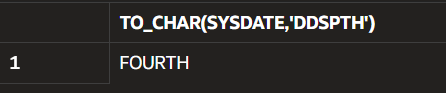 TO_CHAR(SYSDATE,'DDSPTH')
1 FOURTH